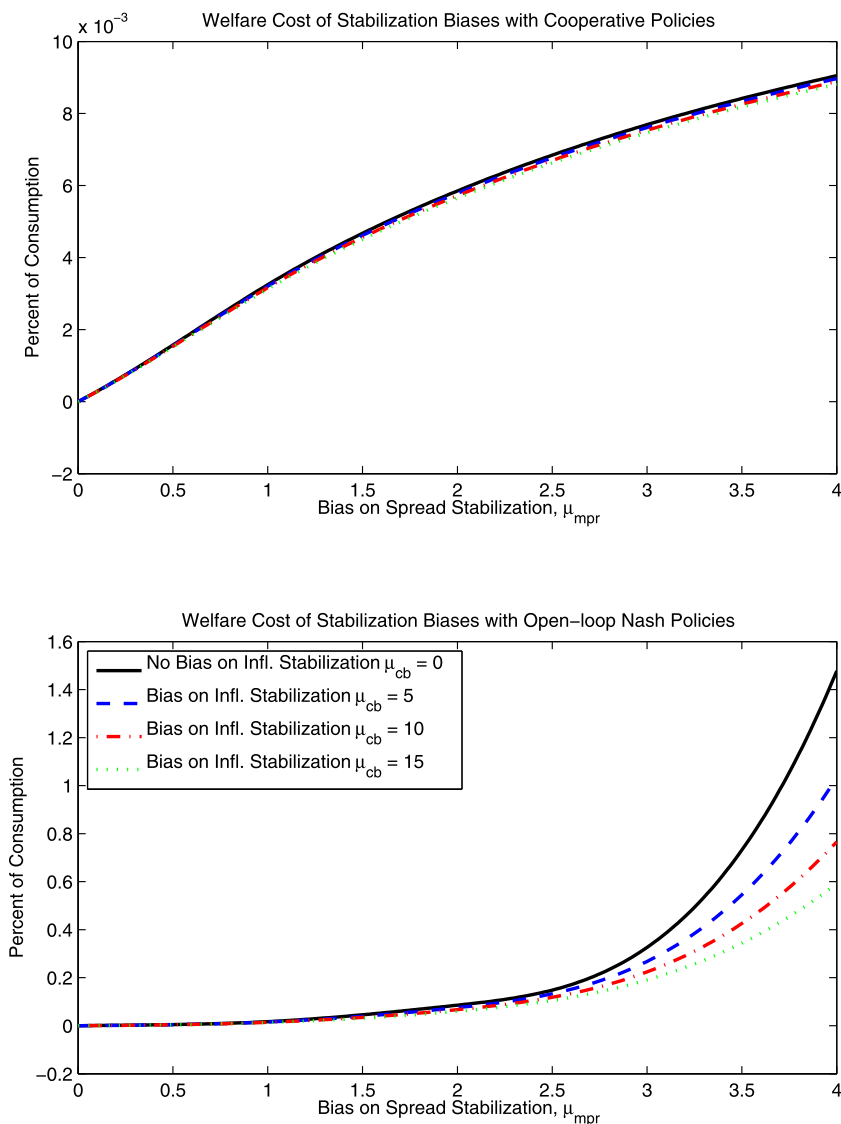 Welfare Cost of Stabilization Biases with Cooperative Policies
x 10⁻³
10
8
6
4
2
0
−2
Percent of Consumption
0 0.5 1 1.5 2 2.5 3 3.5 4
Bias on Spread Stabilization, μmpr
Welfare Cost of Stabilization Biases with Open−loop Nash Policies
1.6
1.4
1.2
1
0.8
0.6
0.4
0.2
0
−0.2
Percent of Consumption
No Bias on Infl. Stabilization μcb = 0
Bias on Infl. Stabilization μcb = 5
Bias on Infl. Stabilization μcb = 10
Bias on Infl. Stabilization μcb = 15
0 0.5 1 1.5 2 2.5 3 3.5 4
Bias on Spread Stabilization, μmpr